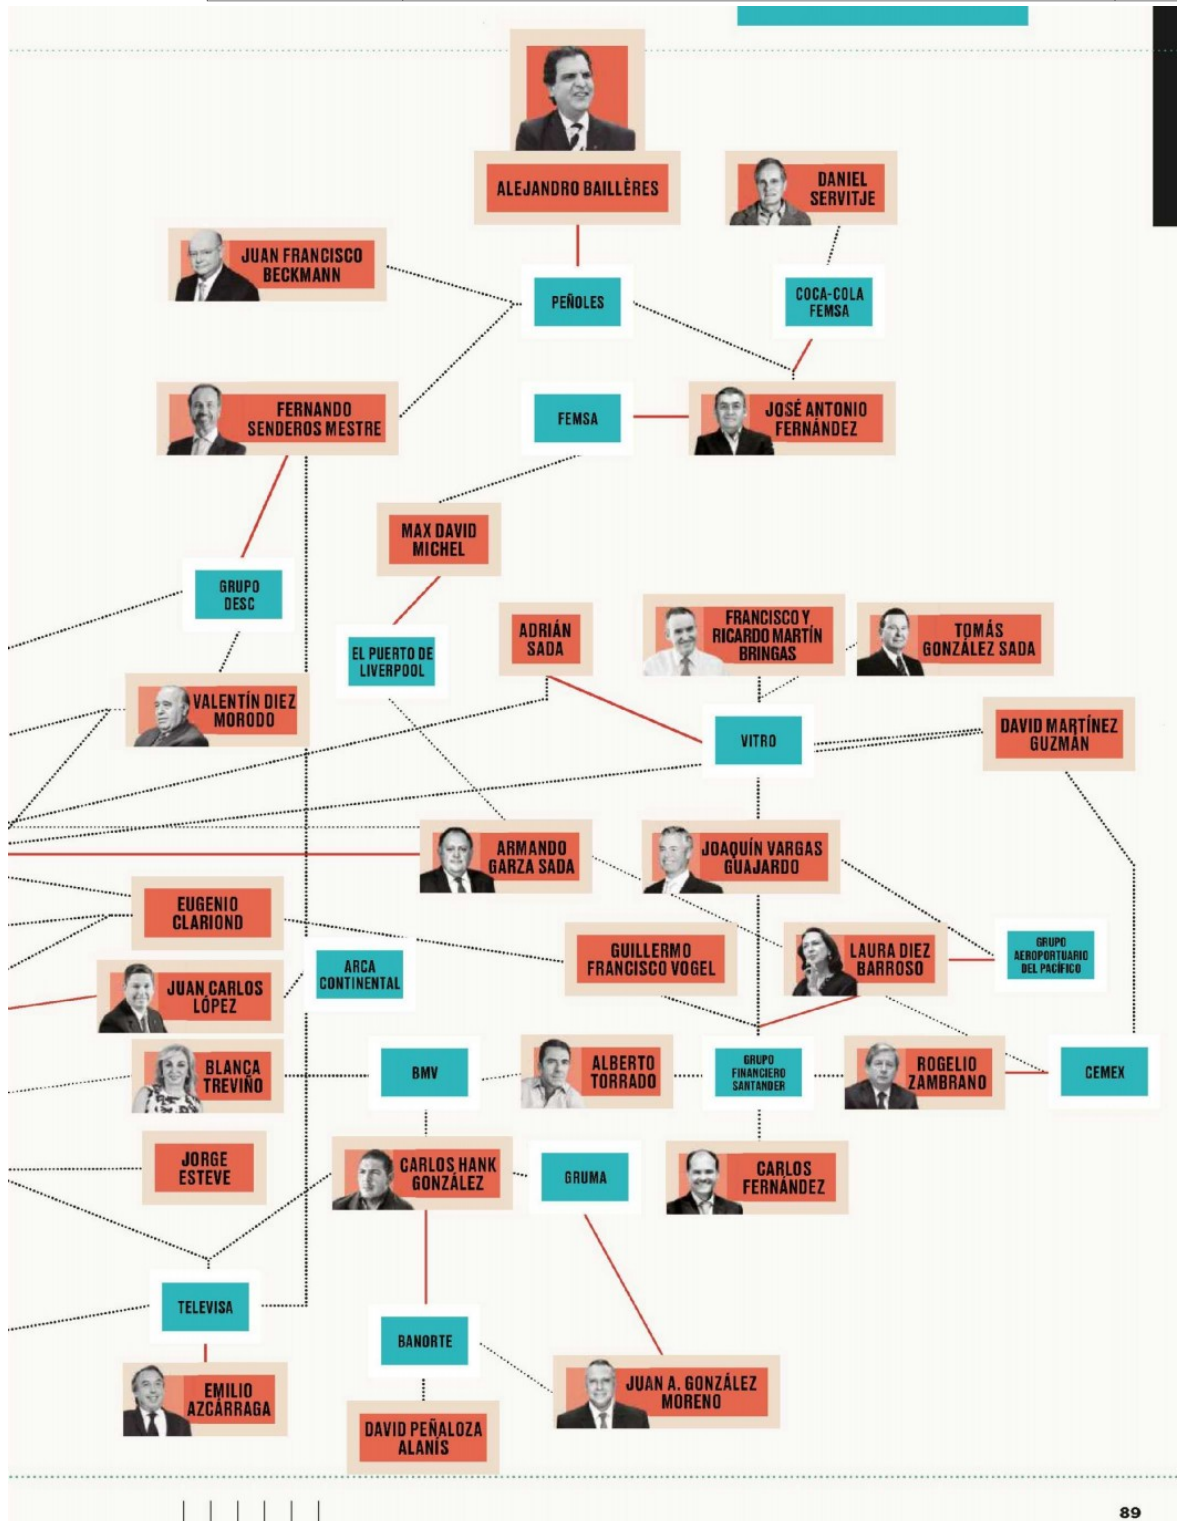 ALEJANDRO BAILLÈRES
DANIEL
SERVITJE
JUAN FRANCISCO
BECKMANN
PEÑOLES
COCA-COLA
FEMSA
FERNANDO
SENDEROS MESTRE
FEMSA
JOSÉ ANTONIO
FERNÁNDEZ
MAX DAVID
MICHEL
GRUPO
DESC
EL PUERTO DE
LIVERPOOL
ADRIÁN
SADA
FRANCISCO Y
RICARDO MARTÍN
BRINGAS
TOMÁS
GONZÁLEZ SADA
VALENTÍN DIEZ
MORODO
VITRO
DAVID MARTÍNEZ
GUZMÁN
ARMANDO
GARZA SADA
JOAQUÍN VARGAS
GUAJARDO
EUGENIO
CLARIOND
ARCA
CONTINENTAL
GUILLERMO
FRANCISCO VOGEL
LAURA DIEZ
BARROSO
GRUPO
AEROPORTUARIO
DEL PACÍFICO
JUAN CARLOS
LÓPEZ
BLANCA
TREVIÑO
BMV
ALBERTO
TORRADO
GRUPO
FINANCIERO
SANTANDER
ROGELIO
ZAMBRANO
CEMEX
JORGE
ESTEVE
CARLOS HANK
GONZÁLEZ
GRUMA
CARLOS
FERNÁNDEZ
TELEVISA
BANORTE
EMILIO
AZCÁRRAGA
DAVID PEÑALOZA
ALANÍS
JUAN A. GONZÁLEZ
MORENO
89